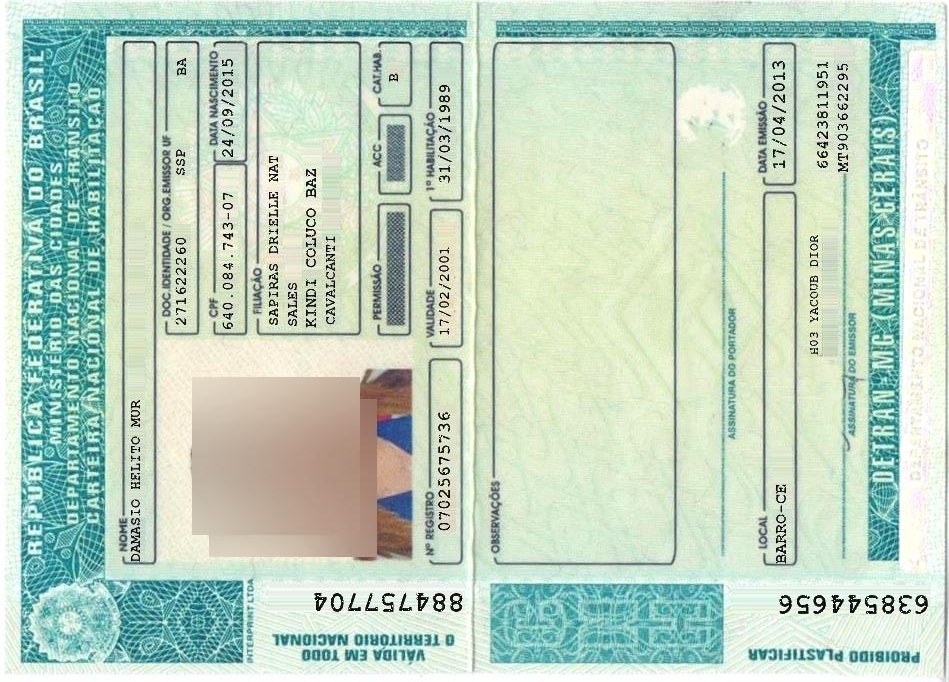 REPÚBLICA FEDERATIVA DO BRASIL
MINISTÉRIO DAS CIDADES
DEPARTAMENTO NACIONAL DE TRÂNSITO
CARTEIRA NACIONAL DE HABILITAÇÃO
NOME
DAMASIO HELITO MUR
DOC. IDENTIDADE / ORG. EMISSOR UF
271622260 SSP BA
CPF
640.084.743-07
DATA NASCIMENTO
24/09/2015
FILIAÇÃO
SAPIRAS DRIELLE NAT
SALES
KINDI COLUCO BAZ
CAVALCANTI
PERMISSÃO
ACC
CAT. HAB.
B
Nº REGISTRO
07025675736
VALIDADE
17/02/2001
1ª HABILITAÇÃO
31/03/1989
VÁLIDA EM TODO
O TERRITÓRIO NACIONAL
884757704
INTERPRINT LTDA.
OBSERVAÇÕES
ASSINATURA DO PORTADOR
LOCAL
BARRO-CE
DATA EMISSÃO
17/04/2013
H03 YACOUB DIOR
66423811951
MT903662295
ASSINATURA DO EMISSOR
DETRAN-MG (MINAS GERAIS)
DEPARTAMENTO NACIONAL DE TRÂNSITO
PROIBIDO PLASTIFICAR
638544656